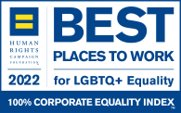 BEST
PLACES TO WORK
HUMAN
RIGHTS
CAMPAIGN
FOUNDATION
2022
for LGBTQ+ Equality
100% CORPORATE EQUALITY INDEX